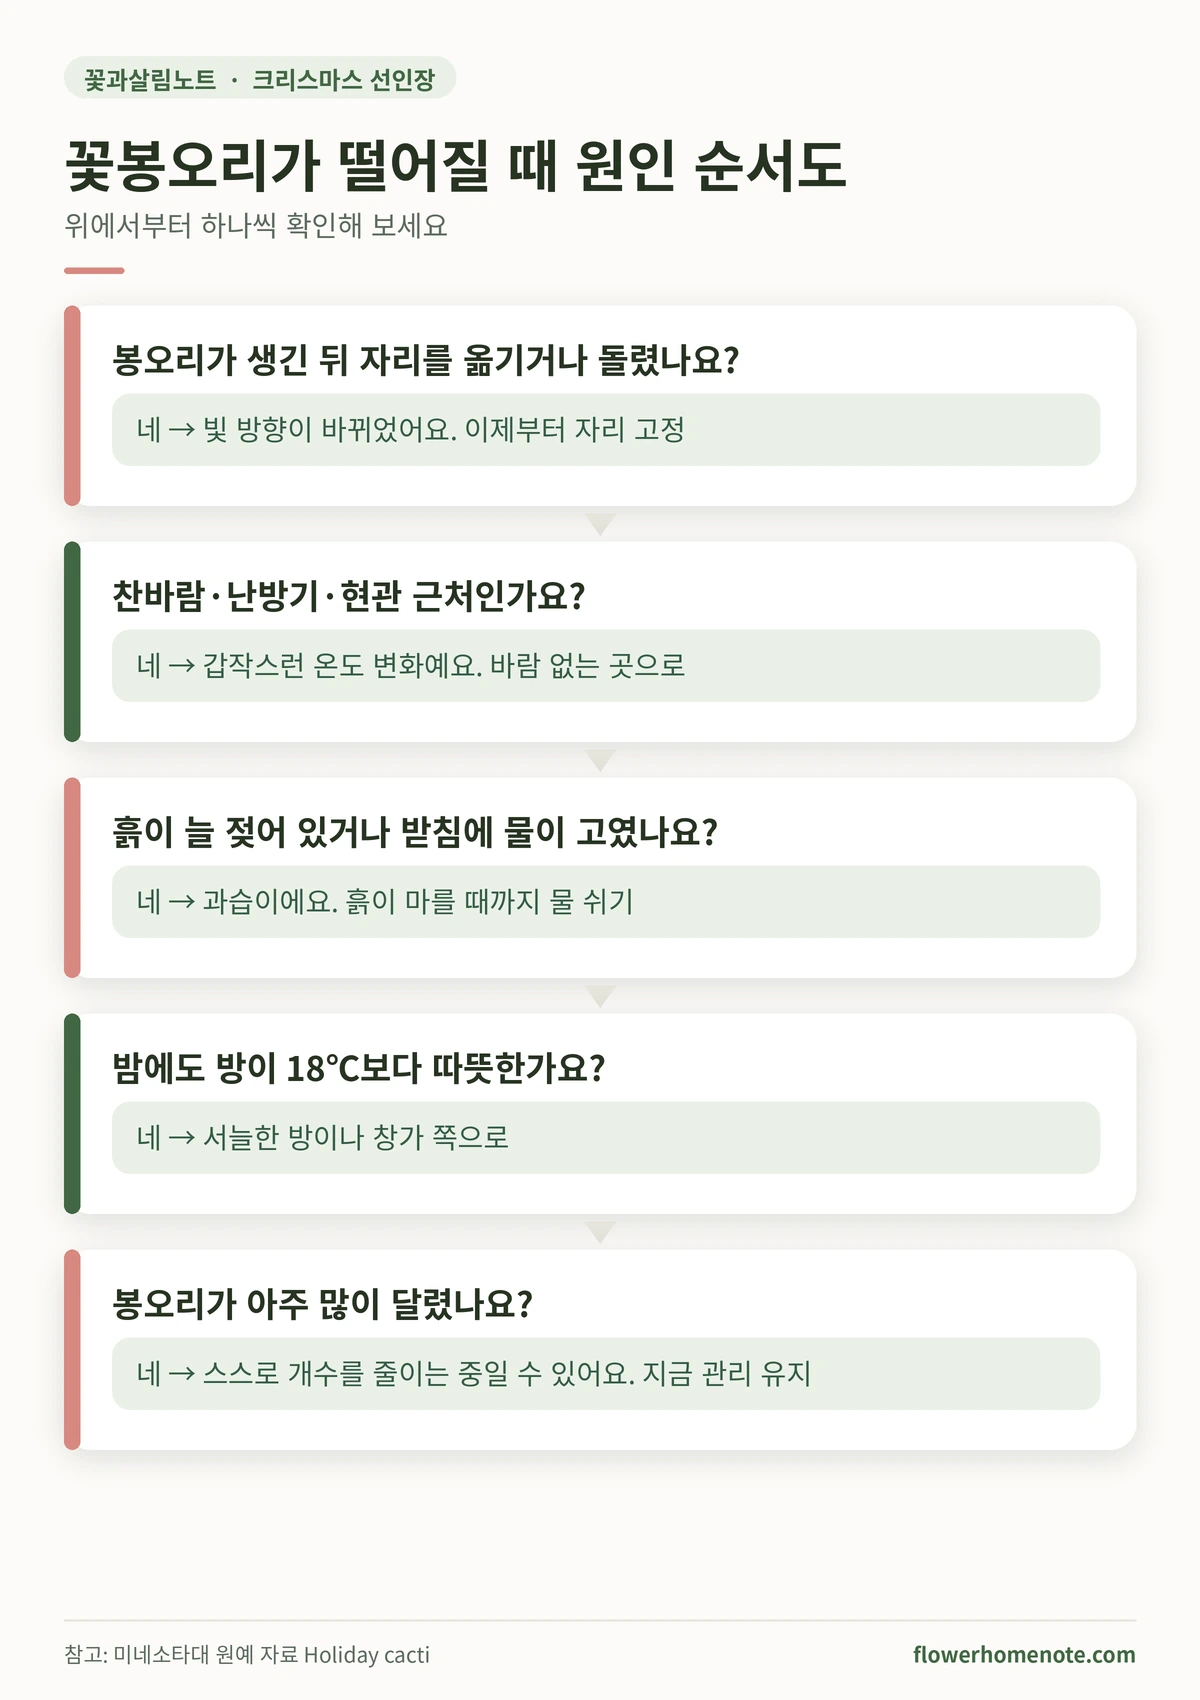 꽃과살림노트 · 크리스마스 선인장
꽃봉오리가 떨어질 때 원인 순서도
위에서부터 하나씩 확인해 보세요
봉오리가 생긴 뒤 자리를 옮기거나 돌렸나요?
네 → 빛 방향이 바뀌었어요. 이제부터 자리 고정
찬바람·난방기·현관 근처인가요?
네 → 갑작스런 온도 변화예요. 바람 없는 곳으로
흙이 늘 젖어 있거나 받침에 물이 고였나요?
네 → 과습이에요. 흙이 마를 때까지 물 쉬기
밤에도 방이 18℃보다 따뜻한가요?
네 → 서늘한 방이나 창가 쪽으로
봉오리가 아주 많이 달렸나요?
네 → 스스로 개수를 줄이는 중일 수 있어요. 지금 관리 유지
참고: 미네소타대 원예 자료 Holiday cacti
flowerhomenote.com